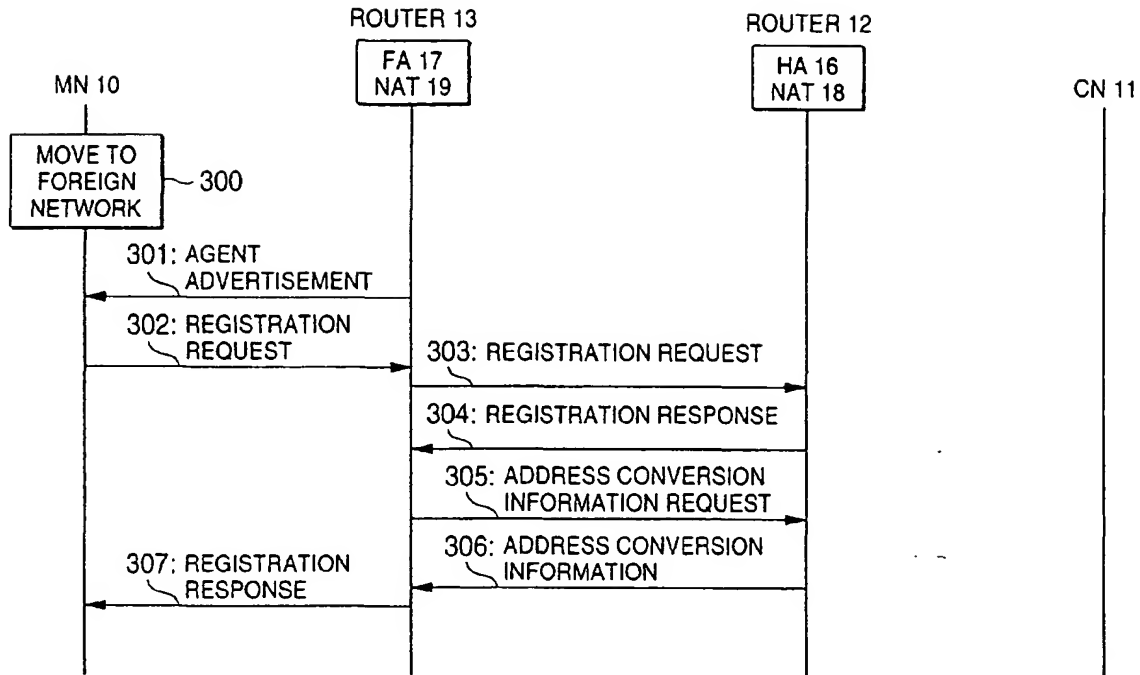 ROUTER 13
ROUTER 12
MN 10
FA 17
NAT 19
HA 16
NAT 18
CN 11
MOVE TO
FOREIGN
NETWORK
300
301: AGENT
ADVERTISEMENT
302: REGISTRATION
REQUEST
303: REGISTRATION REQUEST
304: REGISTRATION RESPONSE
305: ADDRESS CONVERSION
INFORMATION REQUEST
306: ADDRESS CONVERSION
INFORMATION
307: REGISTRATION
RESPONSE